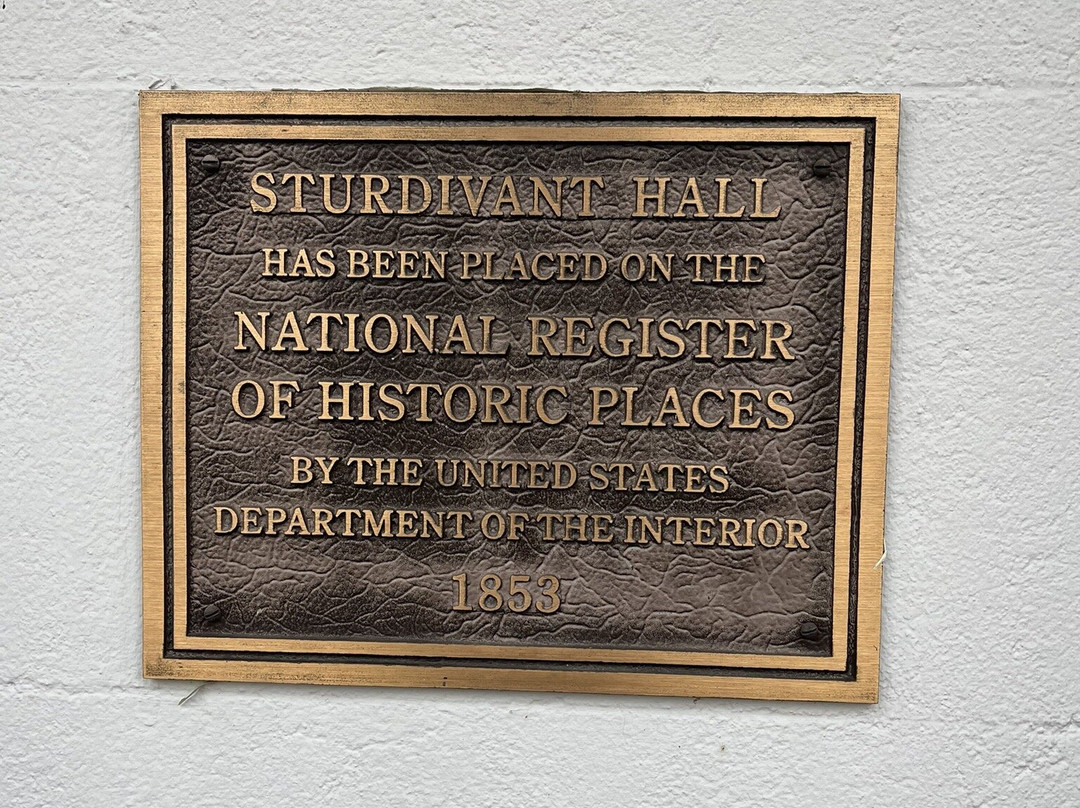 STURDIVANT HALL
HAS BEEN PLACED ON THE
NATIONAL REGISTER
OF HISTORIC PLACES
BY THE UNITED STATES
DEPARTMENT OF THE INTERIOR
1853